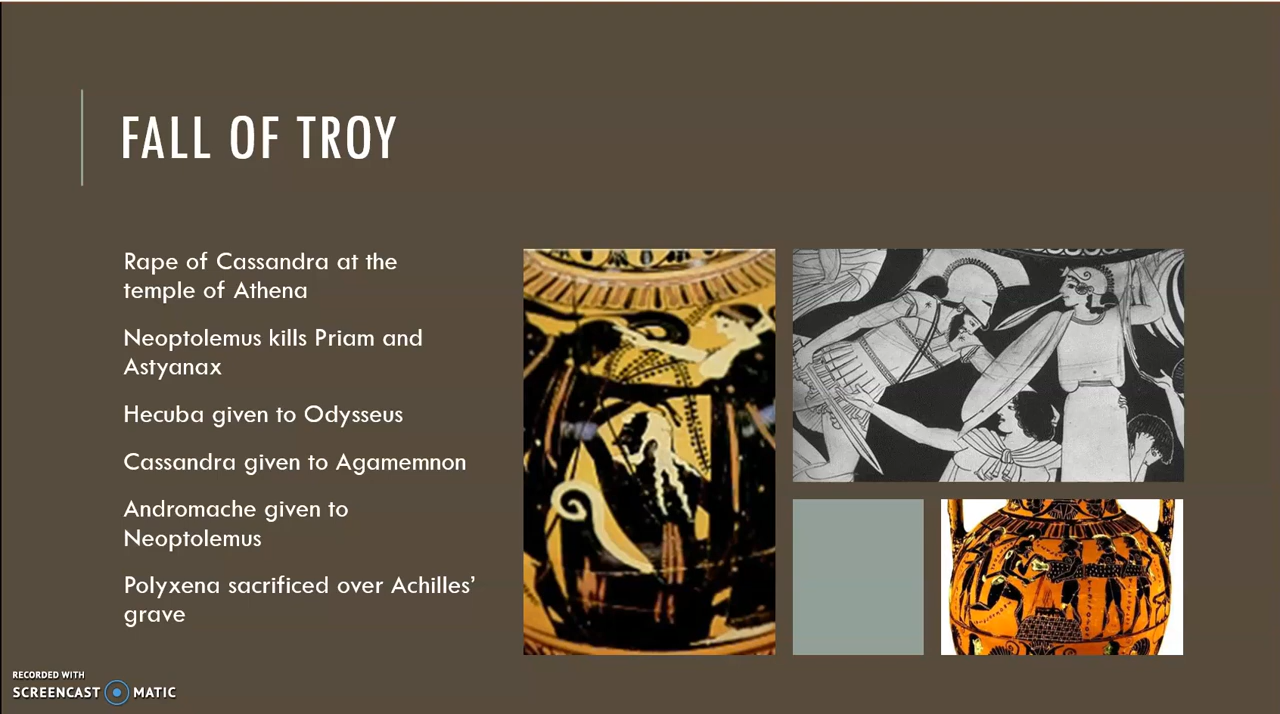 FALL OF TROY
Rape of Cassandra at the
temple of Athena
Neoptolemus kills Priam and
Astyanax
Hecuba given to Odysseus
Cassandra given to Agamemnon
Andromache given to
Neoptolemus
Polyxena sacrificed over Achilles’
grave
RECORDED WITH
SCREENCAST MATIC